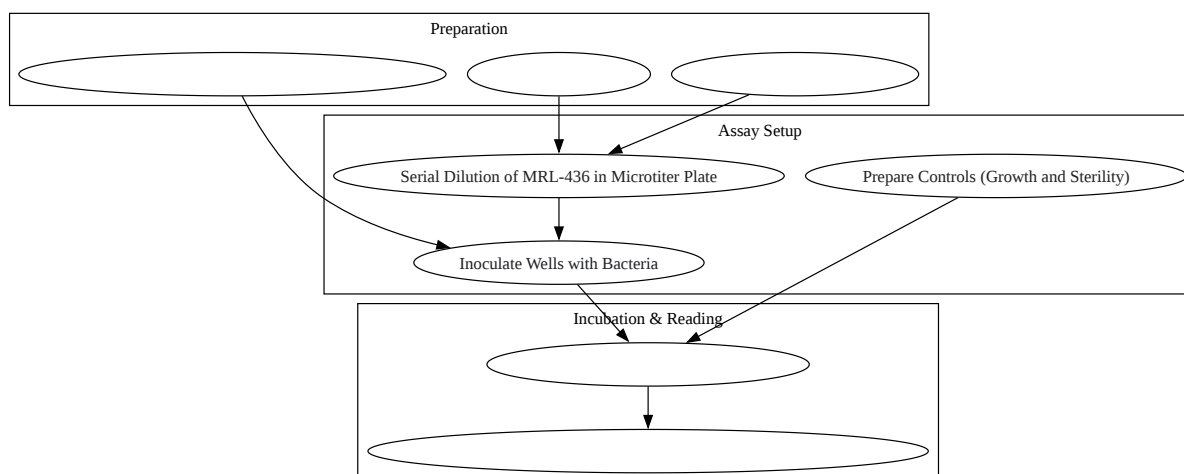 Preparation
Assay Setup
Serial Dilution of MRL-436 in Microtiter Plate
Prepare Controls (Growth and Sterility)
Inoculate Wells with Bacteria
Incubation & Reading